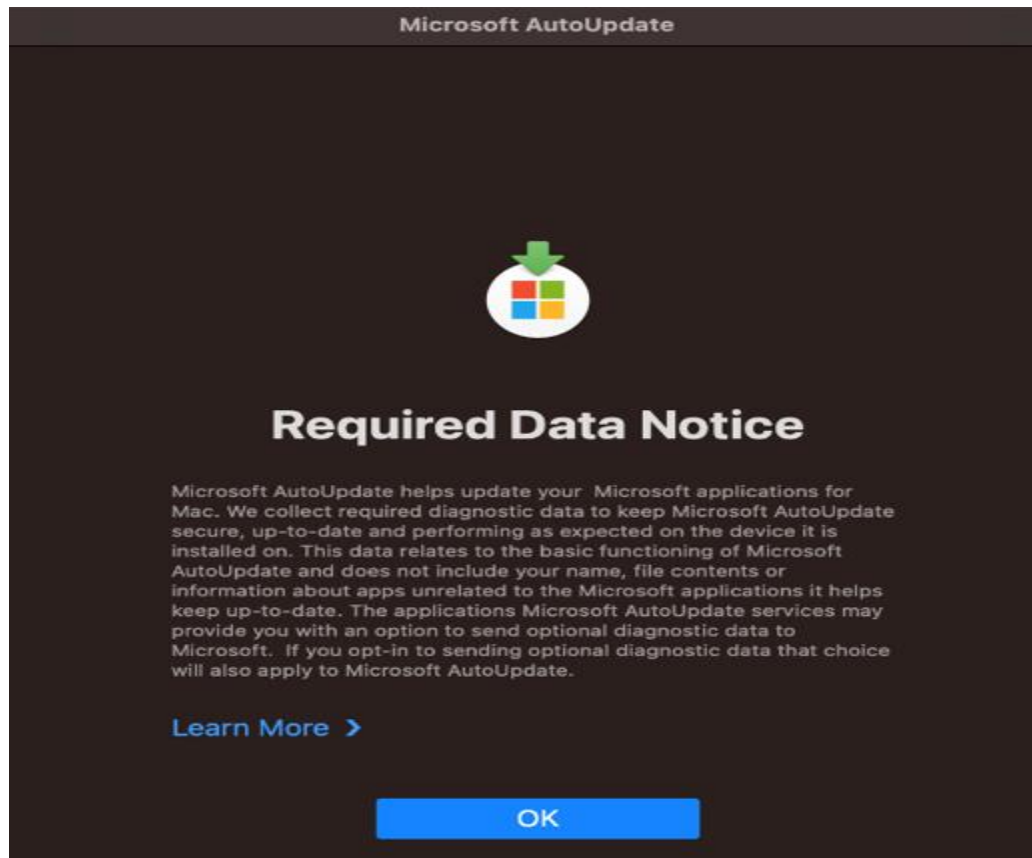 Microsoft AutoUpdate
Required Data Notice
Microsoft AutoUpdate helps update your  Microsoft applications for
Mac. We collect required diagnostic data to keep Microsoft AutoUpdate
secure, up-to-date and performing as expected on the device it is
installed on. This data relates to the basic functioning of Microsoft
AutoUpdate and does not include your name, file contents or
information about apps unrelated to the Microsoft applications it helps
keep up-to-date. The applications Microsoft AutoUpdate services may
provide you with an option to send optional diagnostic data to
Microsoft.  If you opt-in to sending optional diagnostic data that choice
will also apply to Microsoft AutoUpdate.
Learn More >
OK